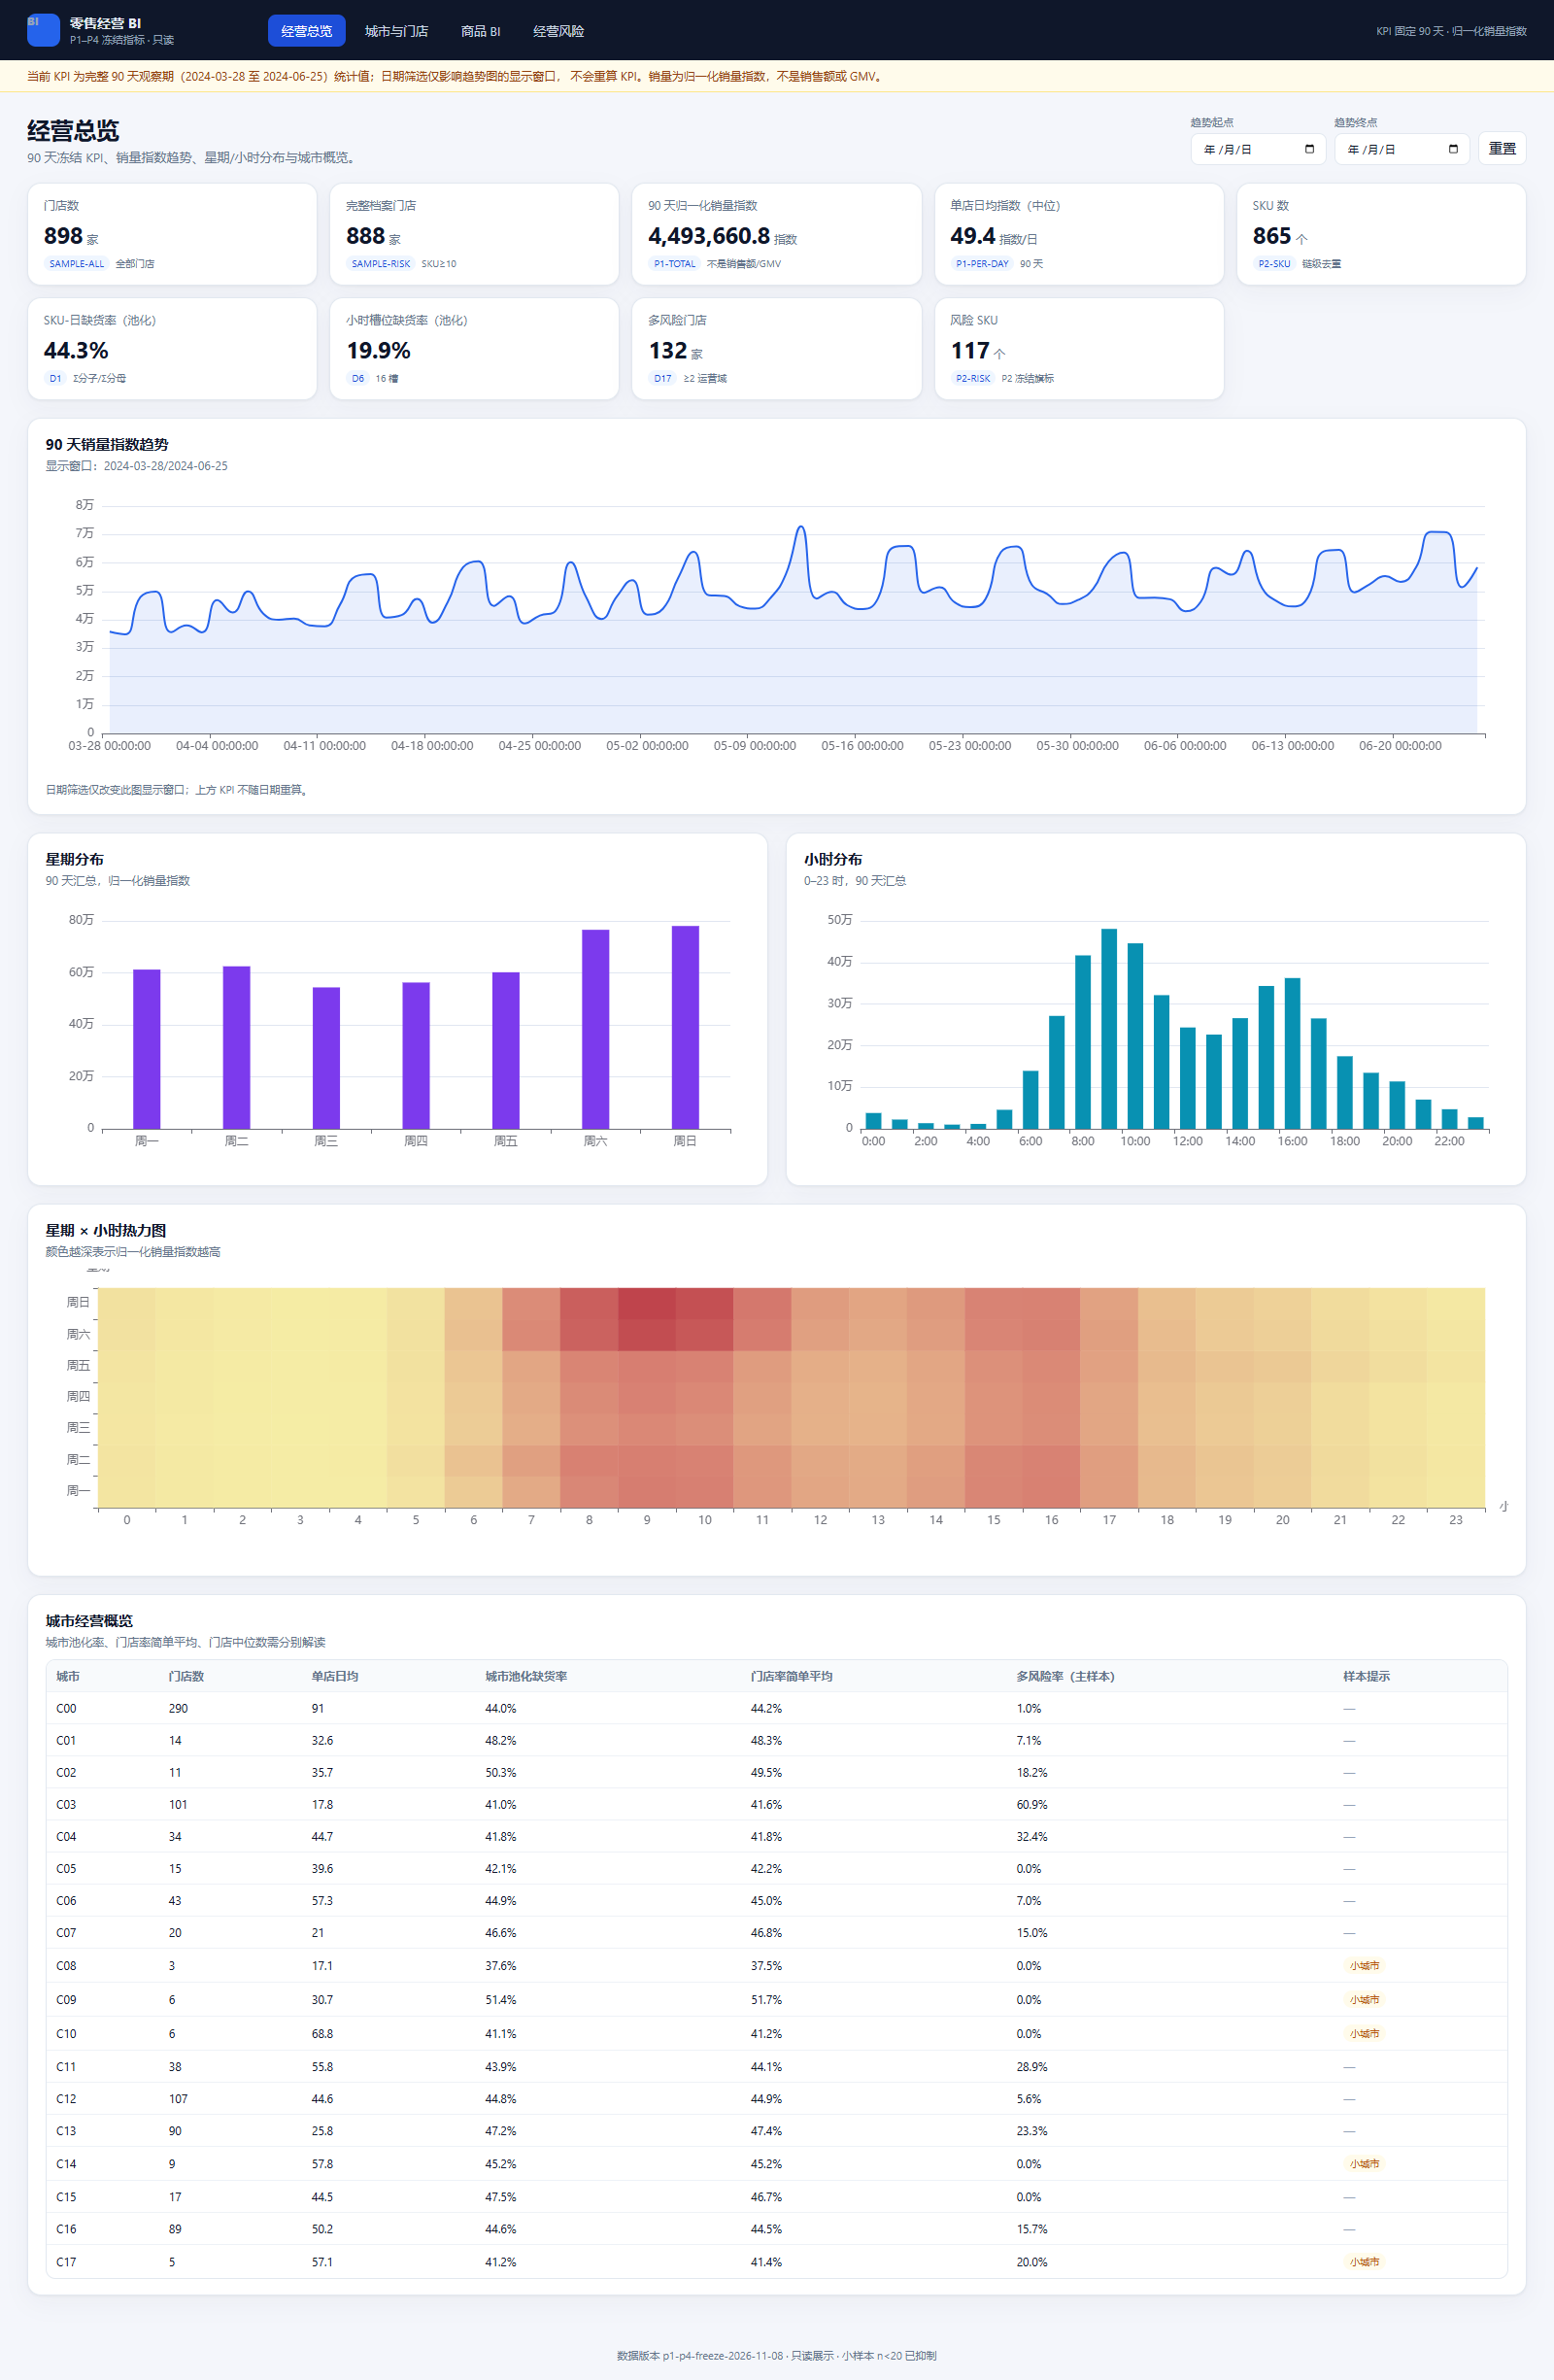 BI
零售经营 BI
P1–P4 冻结指标 · 只读
经营总览 城市与门店 商品 BI 经营风险
KPI 固定 90 天 · 归一化销量指数
当前 KPI 为完整 90 天观察期（2024-03-28 至 2024-06-25）统计值；日期筛选仅影响趋势图的显示窗口， 不会重算 KPI。销量为归一化销量指数，不是销售额或 GMV。
经营总览
90 天冻结 KPI、销量指数趋势、星期/小时分布与城市概览。
趋势起点 趋势终点
年 /月/日 年 /月/日 重置
门店数 完整档案门店 90 天归一化销量指数 单店日均指数（中位） SKU 数
898 家 888 家 4,493,660.8 指数 49.4 指数/日 865 个
SAMPLE-ALL 全部门店 SAMPLE-RISK SKU≥10 P1-TOTAL 不是销售额/GMV P1-PER-DAY 90 天 P2-SKU 链级去重
SKU-日缺货率（池化） 小时槽位缺货率（池化） 多风险门店 风险 SKU
44.3% 19.9% 132 家 117 个
D1 Σ分子/Σ分母 D6 16 槽 D17 ≥2 运营域 P2-RISK P2 冻结旗标
90 天销量指数趋势
显示窗口：2024-03-28/2024-06-25
8万
7万
6万
5万
4万
3万
2万
1万
0
03-28 00:00:00 04-04 00:00:00 04-11 00:00:00 04-18 00:00:00 04-25 00:00:00 05-02 00:00:00 05-09 00:00:00 05-16 00:00:00 05-23 00:00:00 05-30 00:00:00 06-06 00:00:00 06-13 00:00:00 06-20 00:00:00
日期筛选仅改变此图显示窗口；上方 KPI 不随日期重算。
星期分布
90 天汇总，归一化销量指数
80万
60万
40万
20万
0
周一 周二 周三 周四 周五 周六 周日
小时分布
0–23 时，90 天汇总
50万
40万
30万
20万
10万
0
0:00 2:00 4:00 6:00 8:00 10:00 12:00 14:00 16:00 18:00 20:00 22:00
星期 × 小时热力图
颜色越深表示归一化销量指数越高
周日
周六
周五
周四
周三
周二
周一
0 1 2 3 4 5 6 7 8 9 10 11 12 13 14 15 16 17 18 19 20 21 22 23
小
城市经营概览
城市池化率、门店率简单平均、门店中位数需分别解读
城市 门店数 单店日均 城市池化缺货率 门店率简单平均 多风险率（主样本） 样本提示
C00 290 91 44.0% 44.2% 1.0% —
C01 14 32.6 48.2% 48.3% 7.1% —
C02 11 35.7 50.3% 49.5% 18.2% —
C03 101 17.8 41.0% 41.6% 60.9% —
C04 34 44.7 41.8% 41.8% 32.4% —
C05 15 39.6 42.1% 42.2% 0.0% —
C06 43 57.3 44.9% 45.0% 7.0% —
C07 20 21 46.6% 46.8% 15.0% —
C08 3 17.1 37.6% 37.5% 0.0% 小城市
C09 6 30.7 51.4% 51.7% 0.0% 小城市
C10 6 68.8 41.1% 41.2% 0.0% 小城市
C11 38 55.8 43.9% 44.1% 28.9% —
C12 107 44.6 44.8% 44.9% 5.6% —
C13 90 25.8 47.2% 47.4% 23.3% —
C14 9 57.8 45.2% 45.2% 0.0% 小城市
C15 17 44.5 47.5% 46.7% 0.0% —
C16 89 50.2 44.6% 44.5% 15.7% —
C17 5 57.1 41.2% 41.4% 20.0% 小城市
数据版本 p1-p4-freeze-2026-11-08 · 只读展示 · 小样本 n<20 已抑制